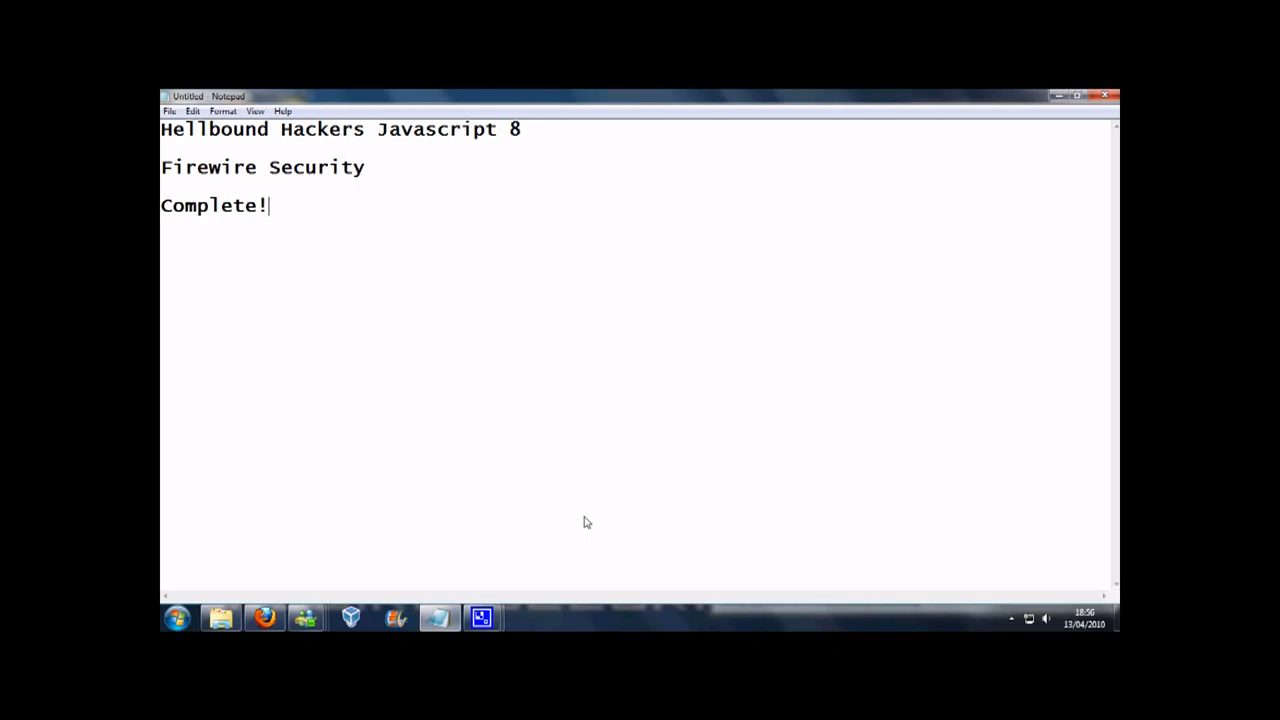 Untitled - Notepad
File Edit Format View Help
Hellbound Hackers Javascript 8
Firewire Security
Complete!
18:56
13/04/2010